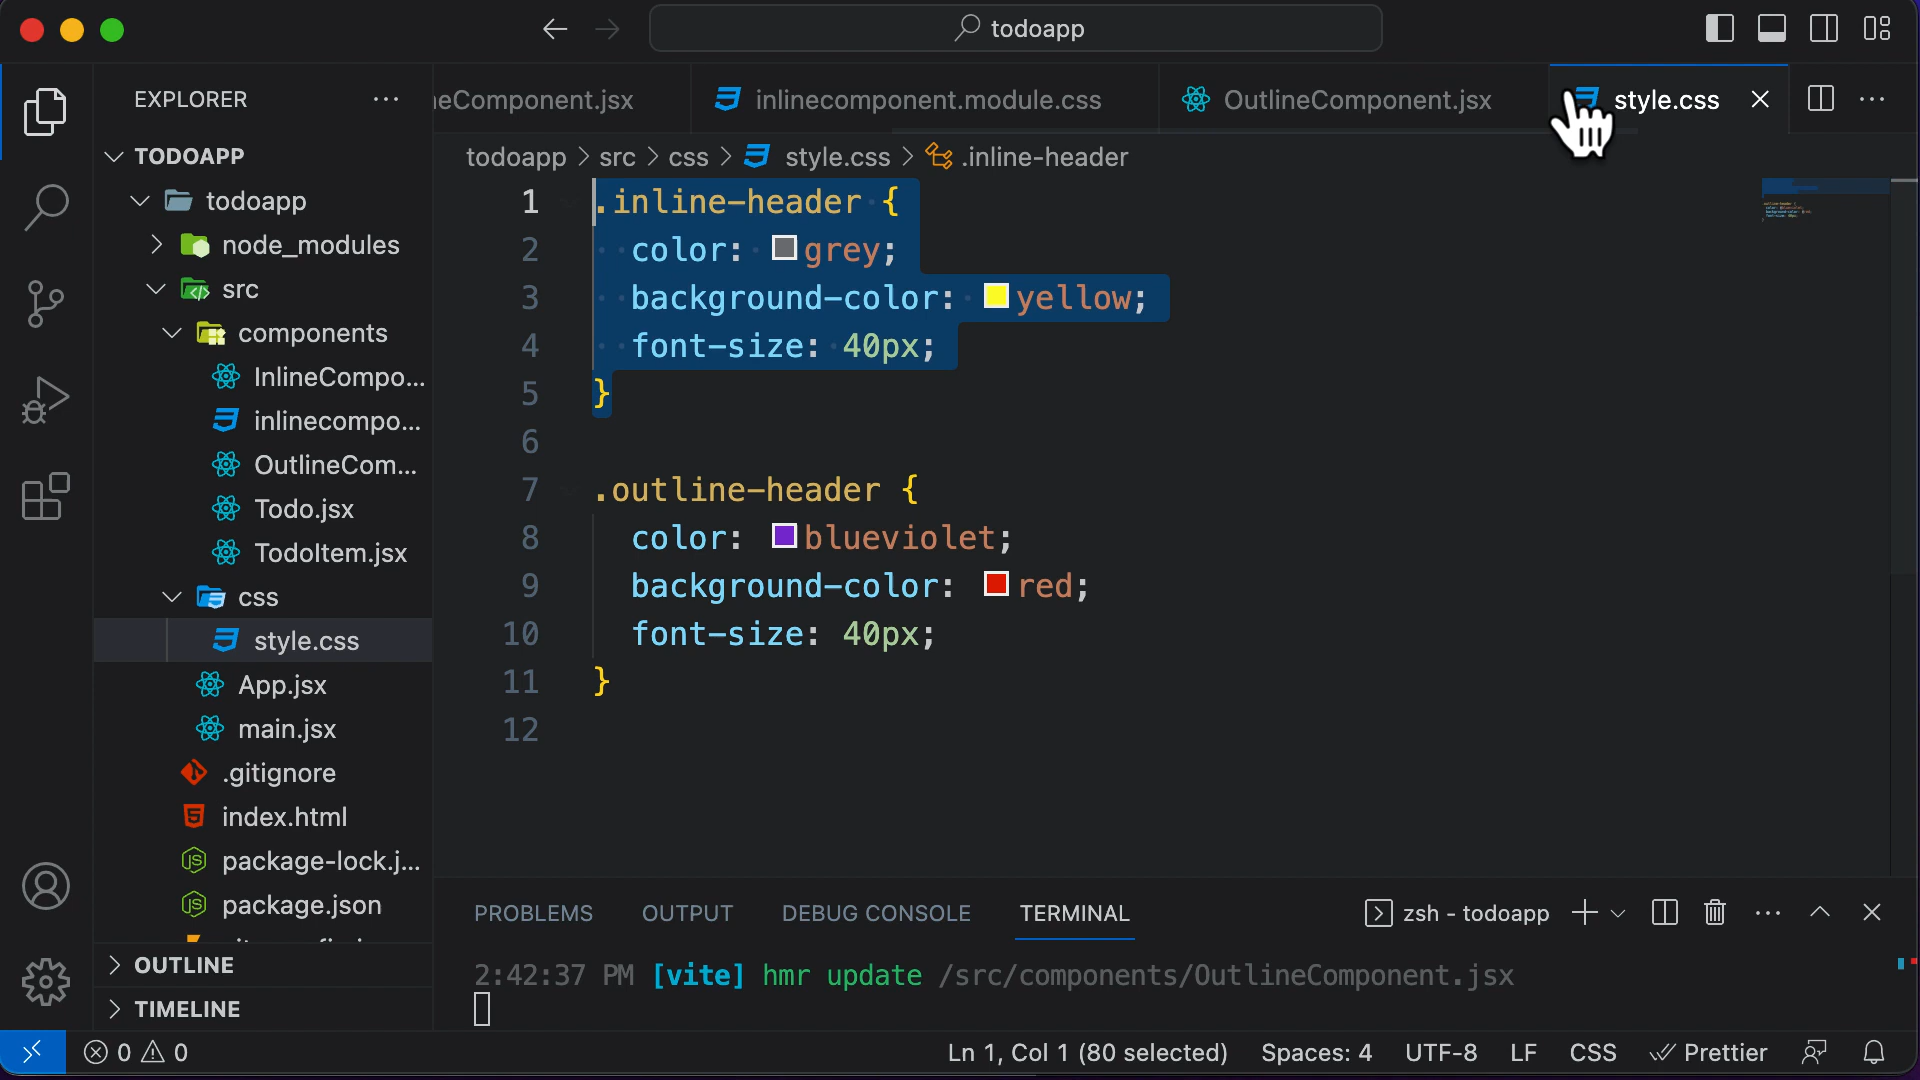 todoapp
EXPLORER
TODOAPP
todoapp
node_modules
src
components
InlineCompo...
inlinecompo...
OutlineCom...
Todo.jsx
TodoItem.jsx
css
style.css
App.jsx
main.jsx
.gitignore
index.html
package-lock.j...
package.json
OUTLINE
TIMELINE
eComponent.jsx
inlinecomponent.module.css
OutlineComponent.jsx
style.css
todoapp > src > css > style.css > .inline-header
1 .inline-header {
2 color: grey;
3 background-color: yellow;
4 font-size: 40px;
5 }
6
7 .outline-header {
8 color: blueviolet;
9 background-color: red;
10 font-size: 40px;
11 }
12
PROBLEMS OUTPUT DEBUG CONSOLE TERMINAL zsh - todoapp
2:42:37 PM [vite] hmr update /src/components/OutlineComponent.jsx
0 0 Ln 1, Col 1 (80 selected) Spaces: 4 UTF-8 LF CSS Prettier